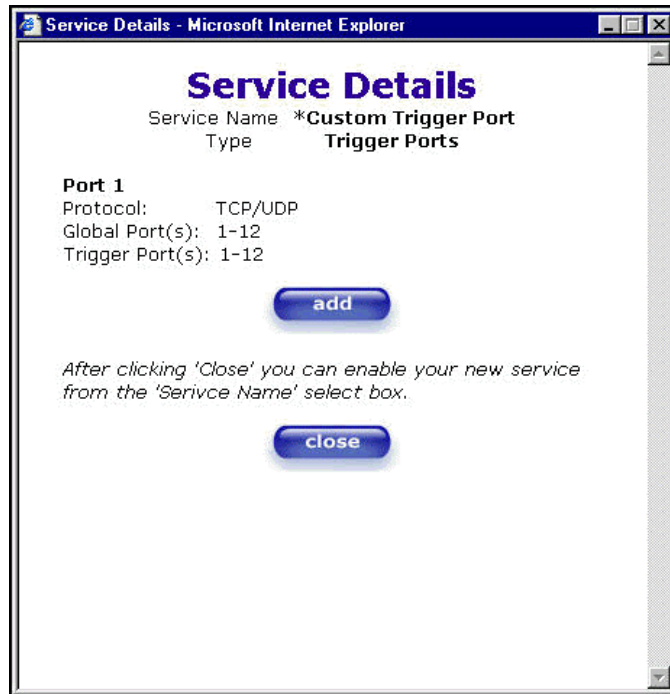 Service Details - Microsoft Internet Explorer
Service Details
Service Name *Custom Trigger Port
Type Trigger Ports
Port 1
Protocol: TCP/UDP
Global Port(s): 1-12
Trigger Port(s): 1-12
add
After clicking 'Close' you can enable your new service
from the 'Serivce Name' select box.
close